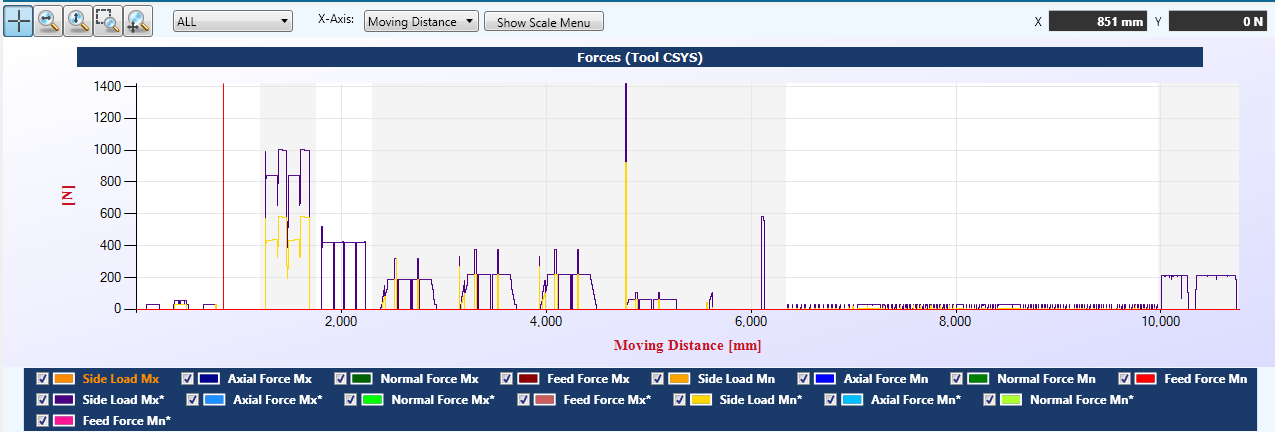 ALL X-Axis: Moving Distance Show Scale Menu X 851 mm Y 0 N
Forces (Tool CSYS)
1400
1200
1000
800
600
400
200
0
[N]
2,000 4,000 6,000 8,000 10,000
Moving Distance [mm]
Side Load Mx Axial Force Mx Normal Force Mx Feed Force Mx Side Load Mn Axial Force Mn Normal Force Mn Feed Force Mn
Side Load Mx* Axial Force Mx* Normal Force Mx* Feed Force Mx* Side Load Mn* Axial Force Mn* Normal Force Mn*
Feed Force Mn*